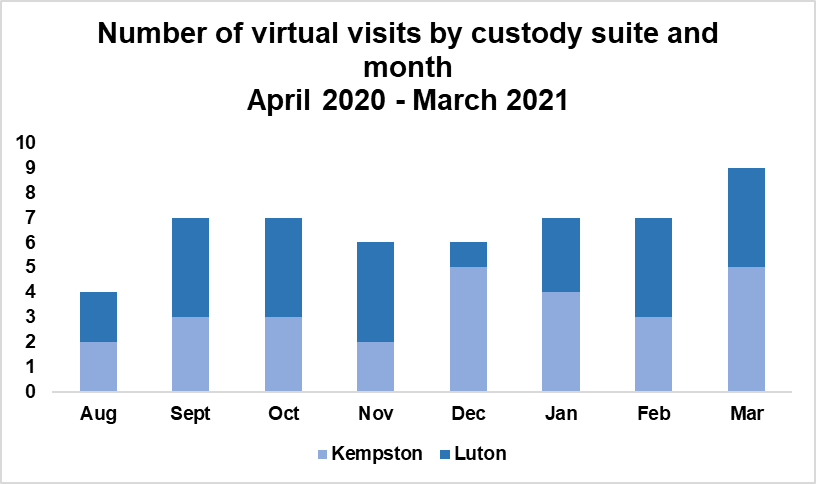 Number of virtual visits by custody suite and
month
April 2020 - March 2021
10
9
8
7
6
5
4
3
2
1
0
Aug Sept Oct Nov Dec Jan Feb Mar
Kempston Luton